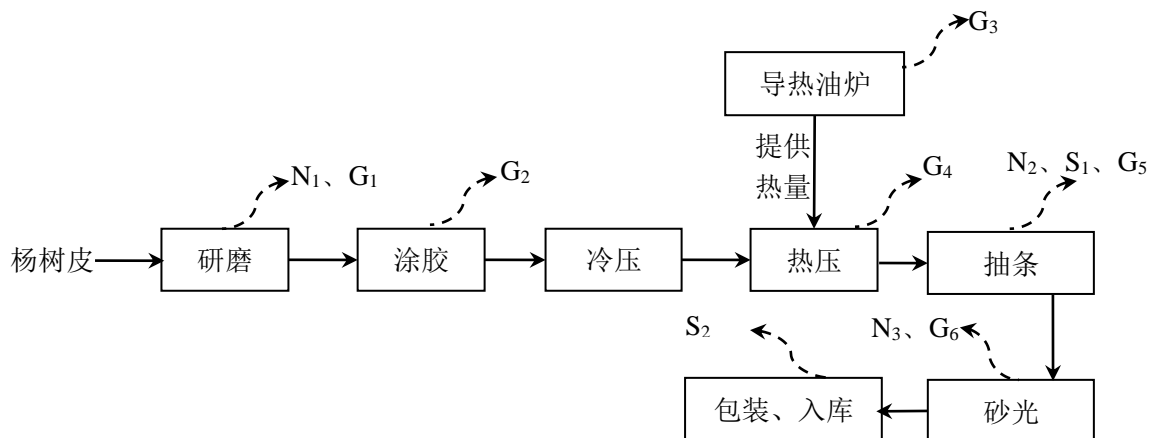 G₃
导热油炉
提供
热量
N₁、G₁
G₂
G₄
N₂、S₁、G₅
杨树皮
研磨
涂胶
冷压
热压
抽条
S₂
N₃、G₆
包装、入库
砂光